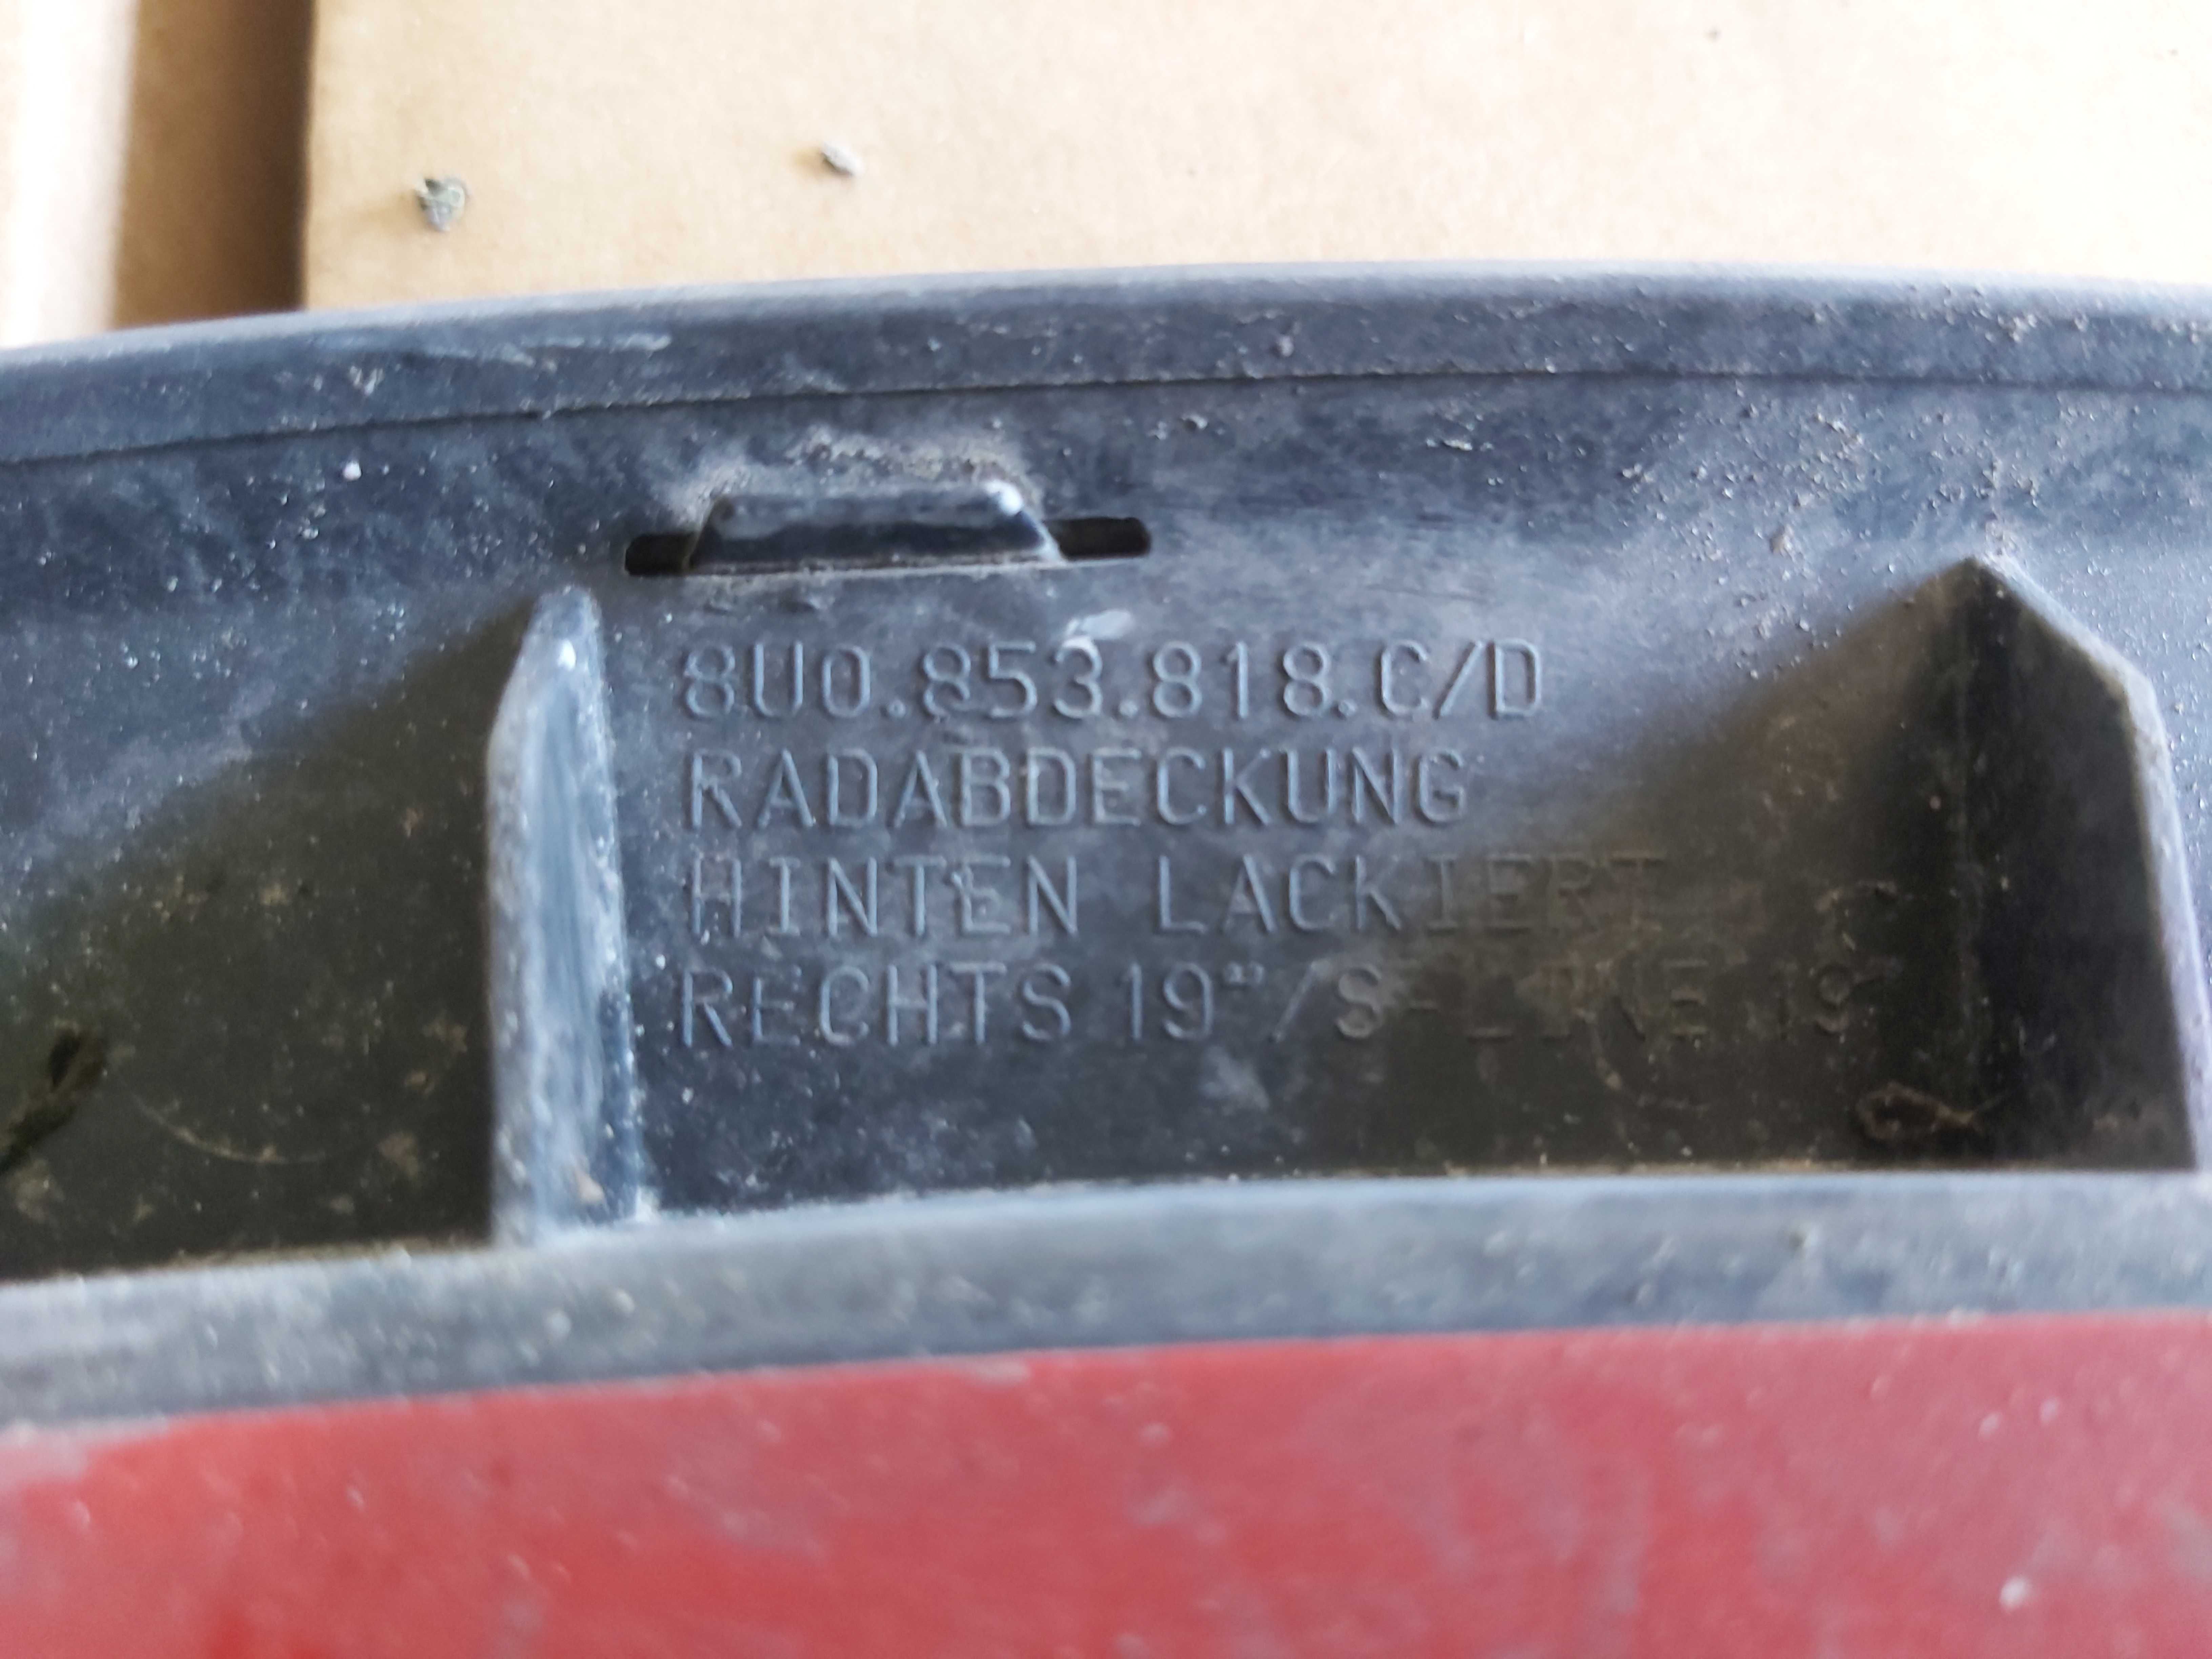 8U0.853.818.C/D
RADABDECKUNG
HINTEN LACKIERT
RECHTS 19"/S-LINE 19"